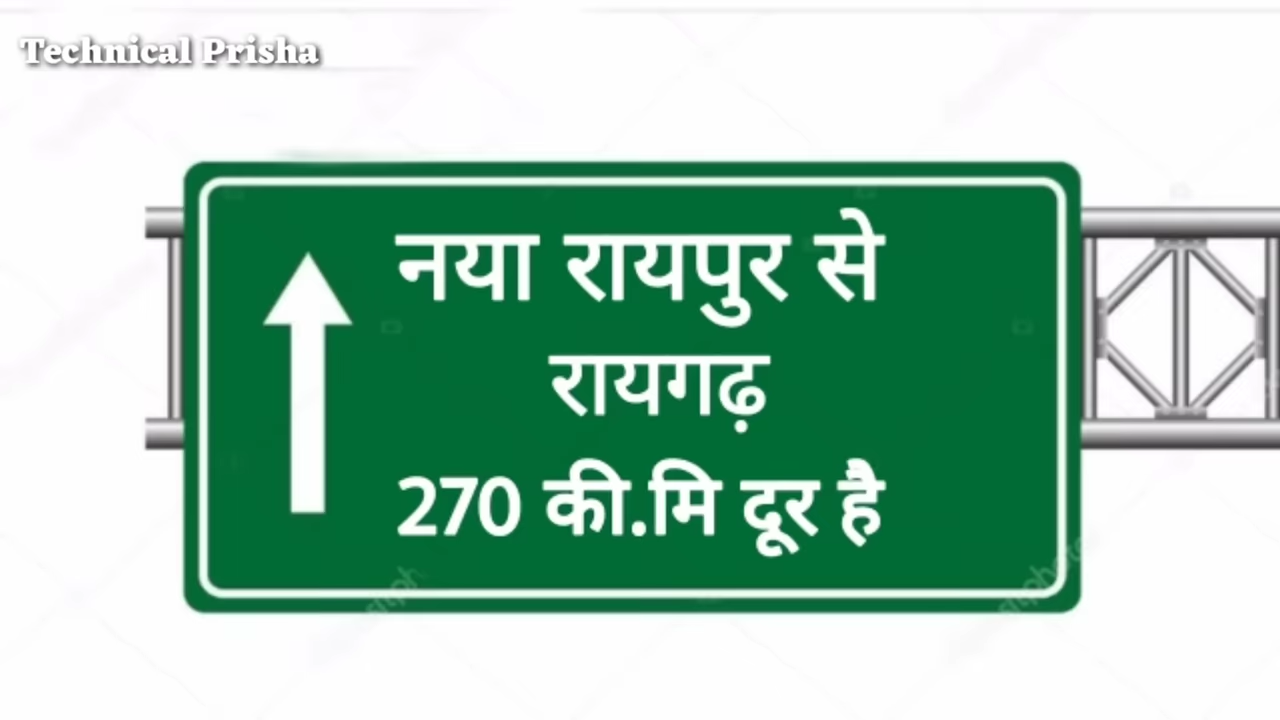 Technical Prisha
नया रायपुर से
रायगढ़
270 की.मि दूर है